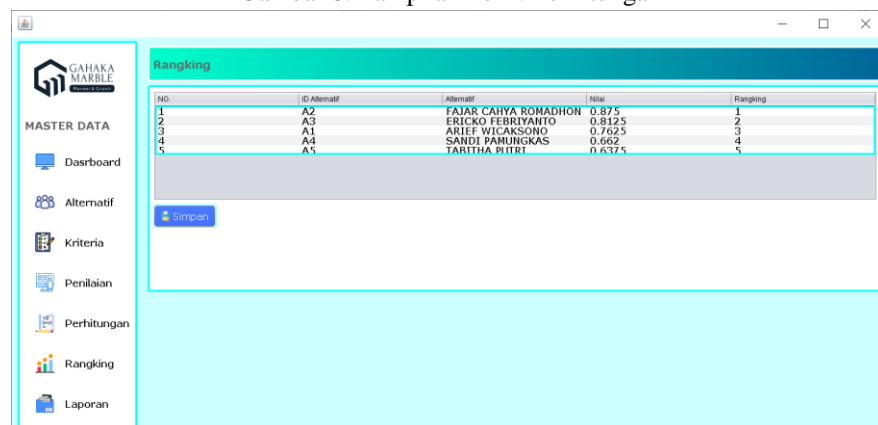 GAHAKA
MARBLE
Marmer & Granit
MASTER DATA
Dasrboard
Alternatif
Kriteria
Penilaian
Perhitungan
Rangking
Laporan
Rangking
NO. ID Alternatif Alternatif Nilai Rangking
1 A2 FAJAR CAHYA ROMADHON 0.875 1
2 A3 ERICKO FEBRIYANTO 0.8125 2
3 A1 ARIEF WICAKSONO 0.7625 3
4 A4 SANDI PAMUNGKAS 0.662 4
5 A5 TABITHA PUTRI 0.6375 5
Simpan